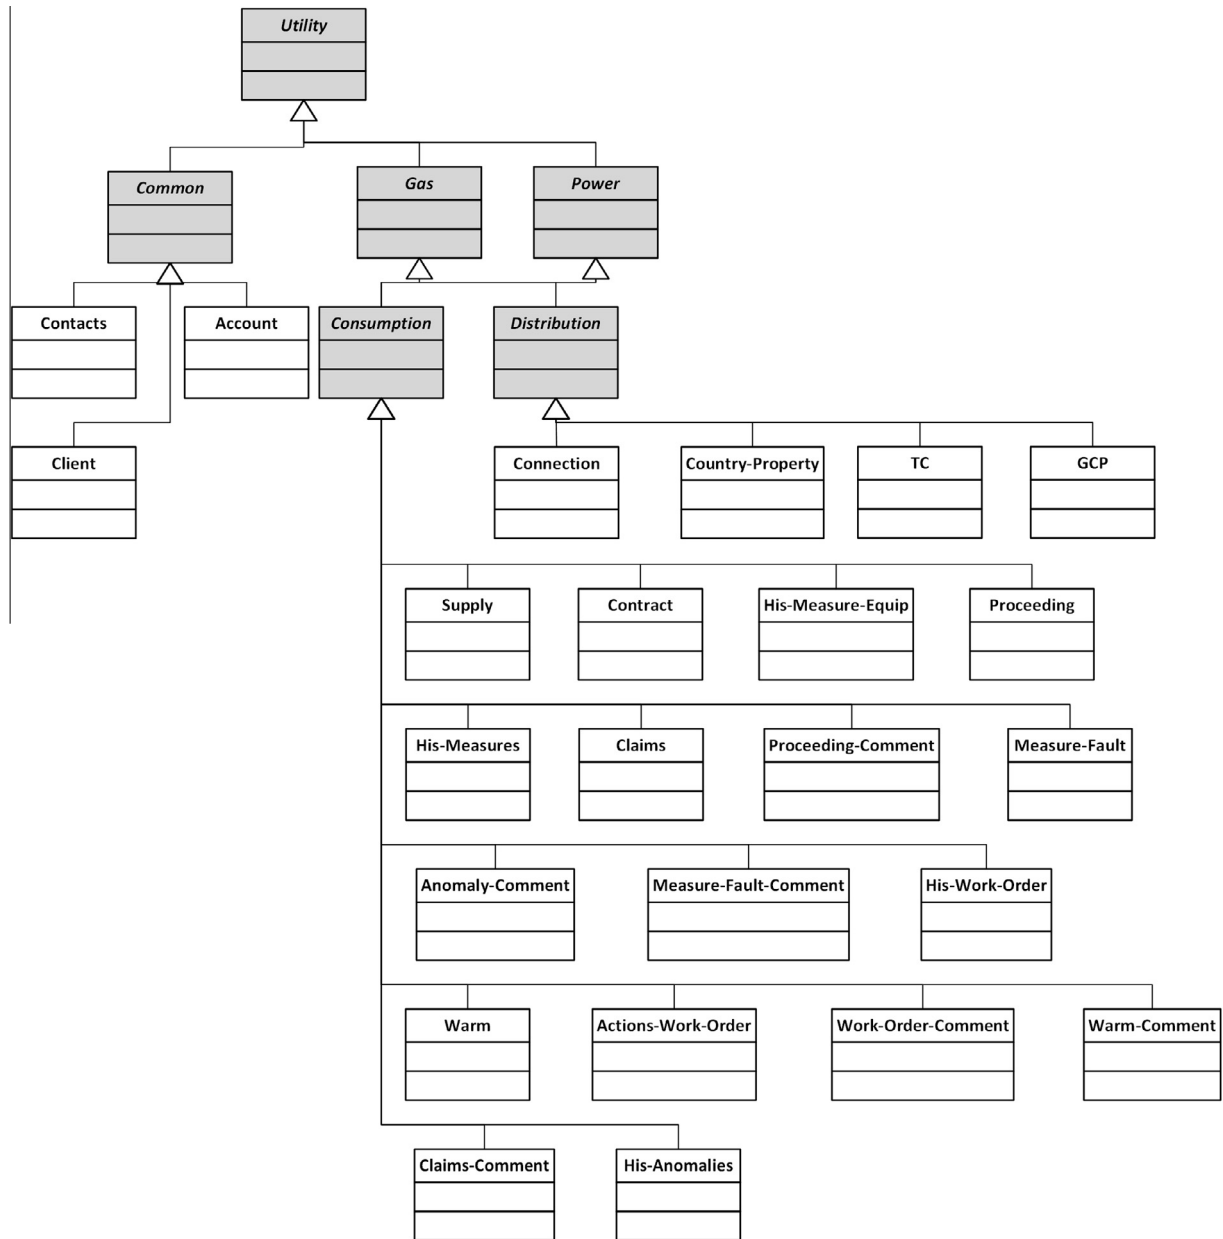 Utility
Common
Gas
Power
Contacts
Account
Consumption
Distribution
Client
Connection
Country-Property
TC
GCP
Supply
Contract
His-Measure-Equip
Proceeding
His-Measures
Claims
Proceeding-Comment
Measure-Fault
Anomaly-Comment
Measure-Fault-Comment
His-Work-Order
Warm
Actions-Work-Order
Work-Order-Comment
Warm-Comment
Claims-Comment
His-Anomalies